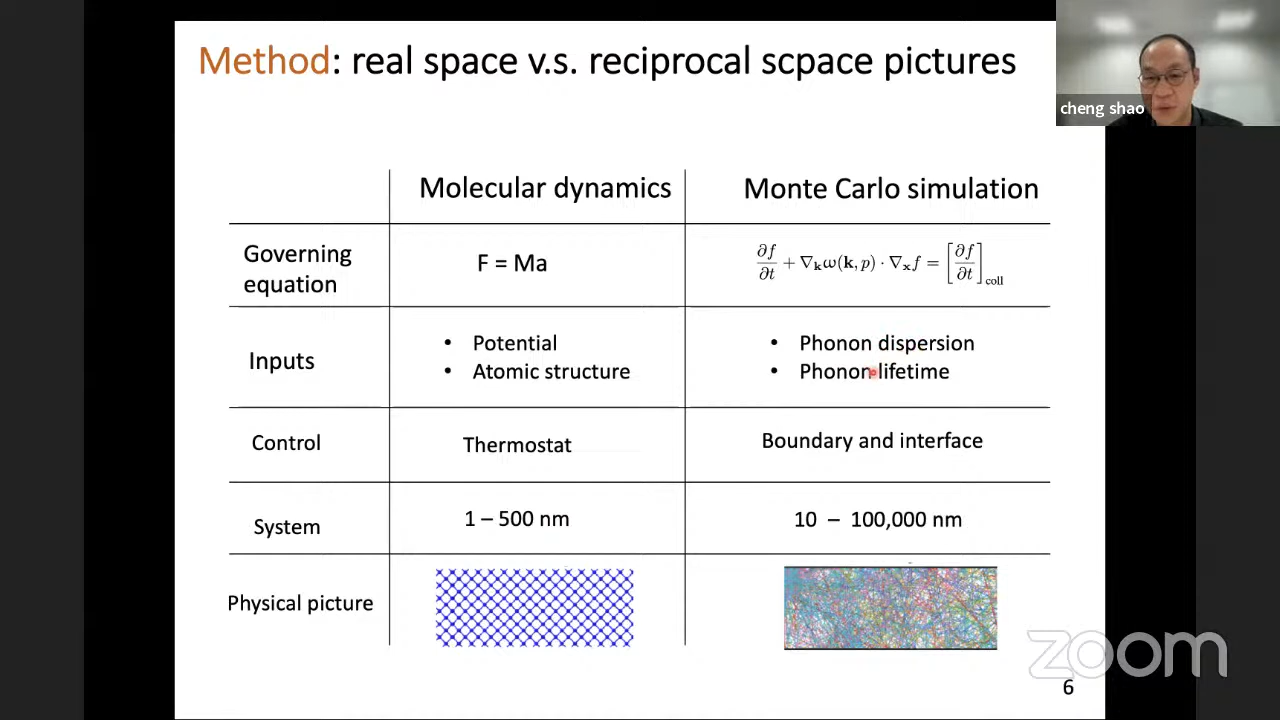 Method: real space v.s. reciprocal scpace pictures
cheng shao
Molecular dynamics
Monte Carlo simulation
Governing
equation
F = Ma
∂f/∂t + ∇𝐤ω(𝐤, p) · ∇𝐱f = [∂f/∂t]coll
Inputs
• Potential
• Atomic structure
• Phonon dispersion
• Phonon lifetime
Control
Thermostat
Boundary and interface
System
1 – 500 nm
10 – 100,000 nm
Physical picture
zoom
6